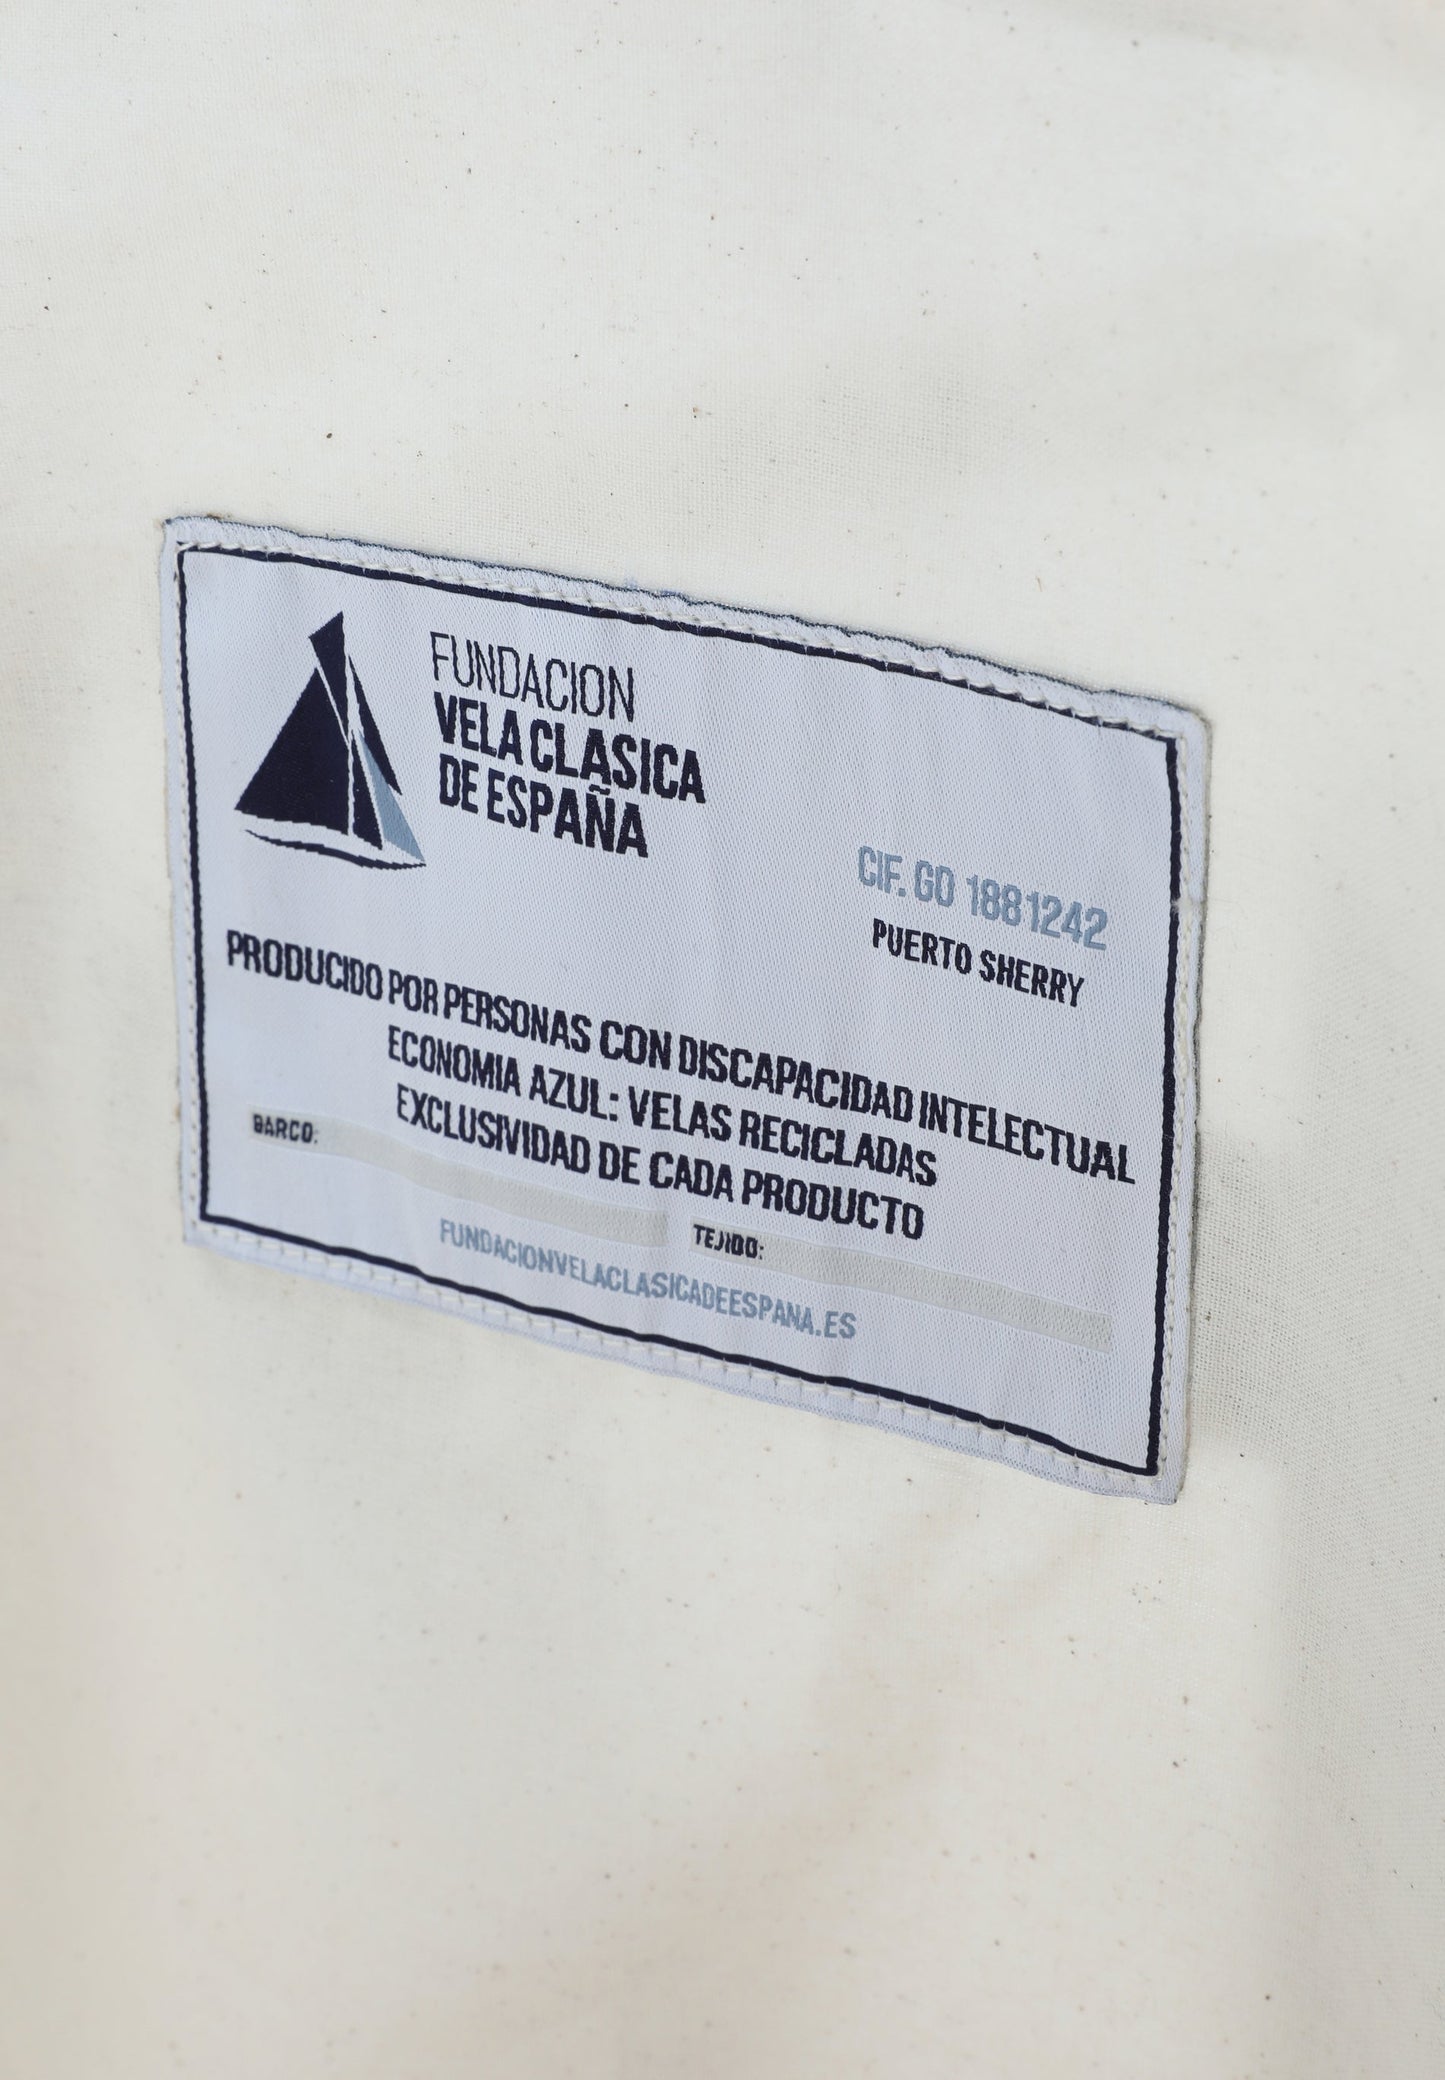 FUNDACION
VELA CLASICA
DE ESPAÑA
CIF. GO 1881242
PUERTO SHERRY
PRODUCIDO POR PERSONAS CON DISCAPACIDAD INTELECTUAL
ECONOMIA AZUL: VELAS RECICLADAS
EXCLUSIVIDAD DE CADA PRODUCTO
BARCO:
TEJIDO:
FUNDACIONVELACLASICADEESPANA.ES